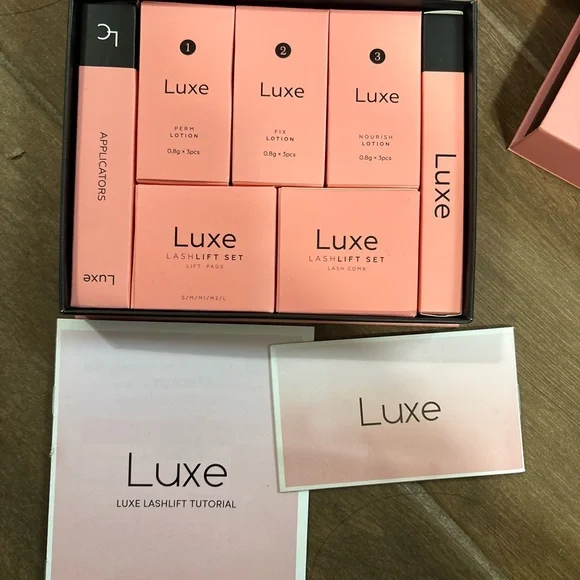 LC
APPLICATORS
Luxe
1
Luxe
PERM
LOTION
0.8g × 3pcs
2
Luxe
FIX
LOTION
0.8g × 3pcs
3
Luxe
NOURISH
LOTION
0.8g × 3pcs
Luxe
Luxe
LASHLIFT SET
LIFT PADS
S/M/M1/M2/L
Luxe
LASHLIFT SET
LASH COMB
Luxe
LUXE LASHLIFT TUTORIAL
Luxe